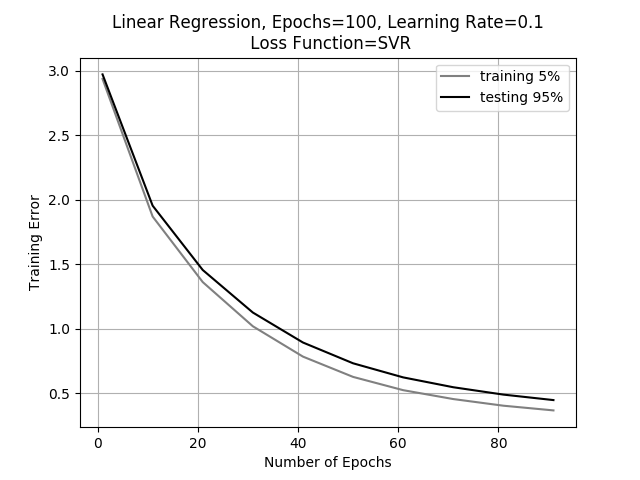 Linear Regression, Epochs=100, Learning Rate=0.1
Loss Function=SVR
training 5%
testing 95%
3.0
2.5
2.0
1.5
1.0
0.5
Training Error
0
20
40
60
80
Number of Epochs